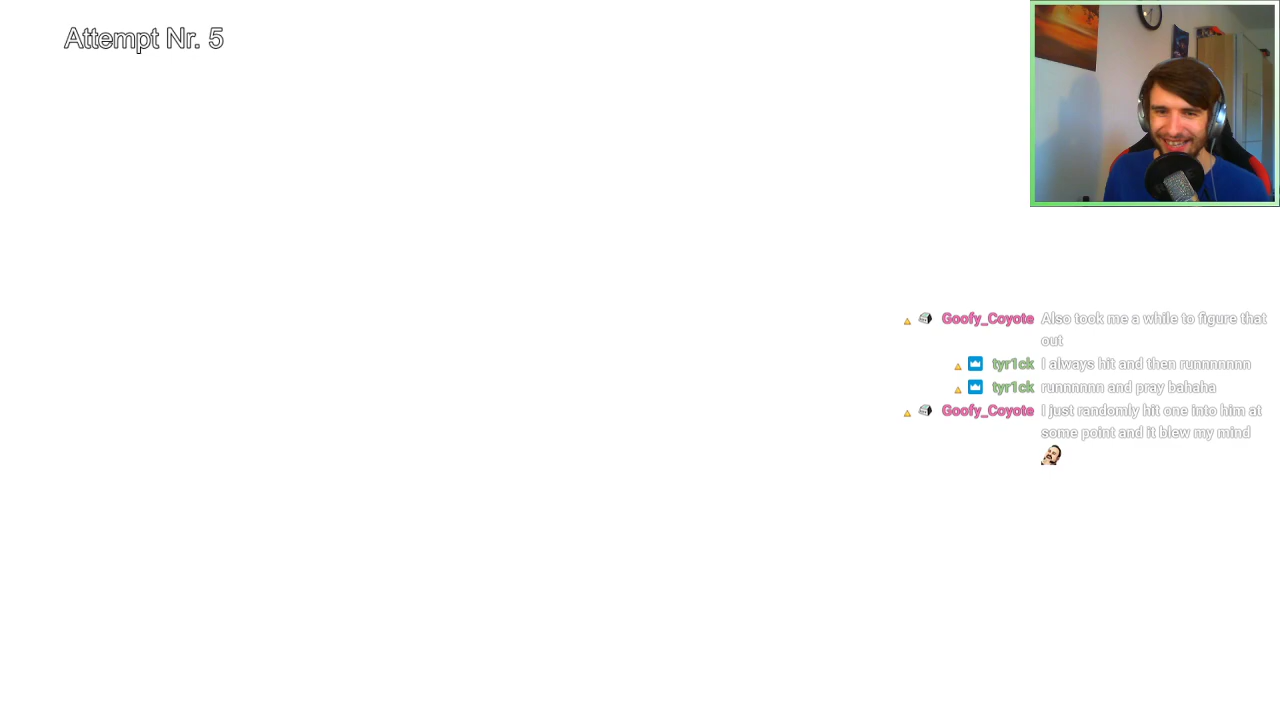 Attempt Nr. 5
Goofy_Coyote Also took me a while to figure that
out
tyr1ck I always hit and then runnnnnnn
tyr1ck runnnnnn and pray bahaha
Goofy_Coyote I just randomly hit one into him at
some point and it blew my mind